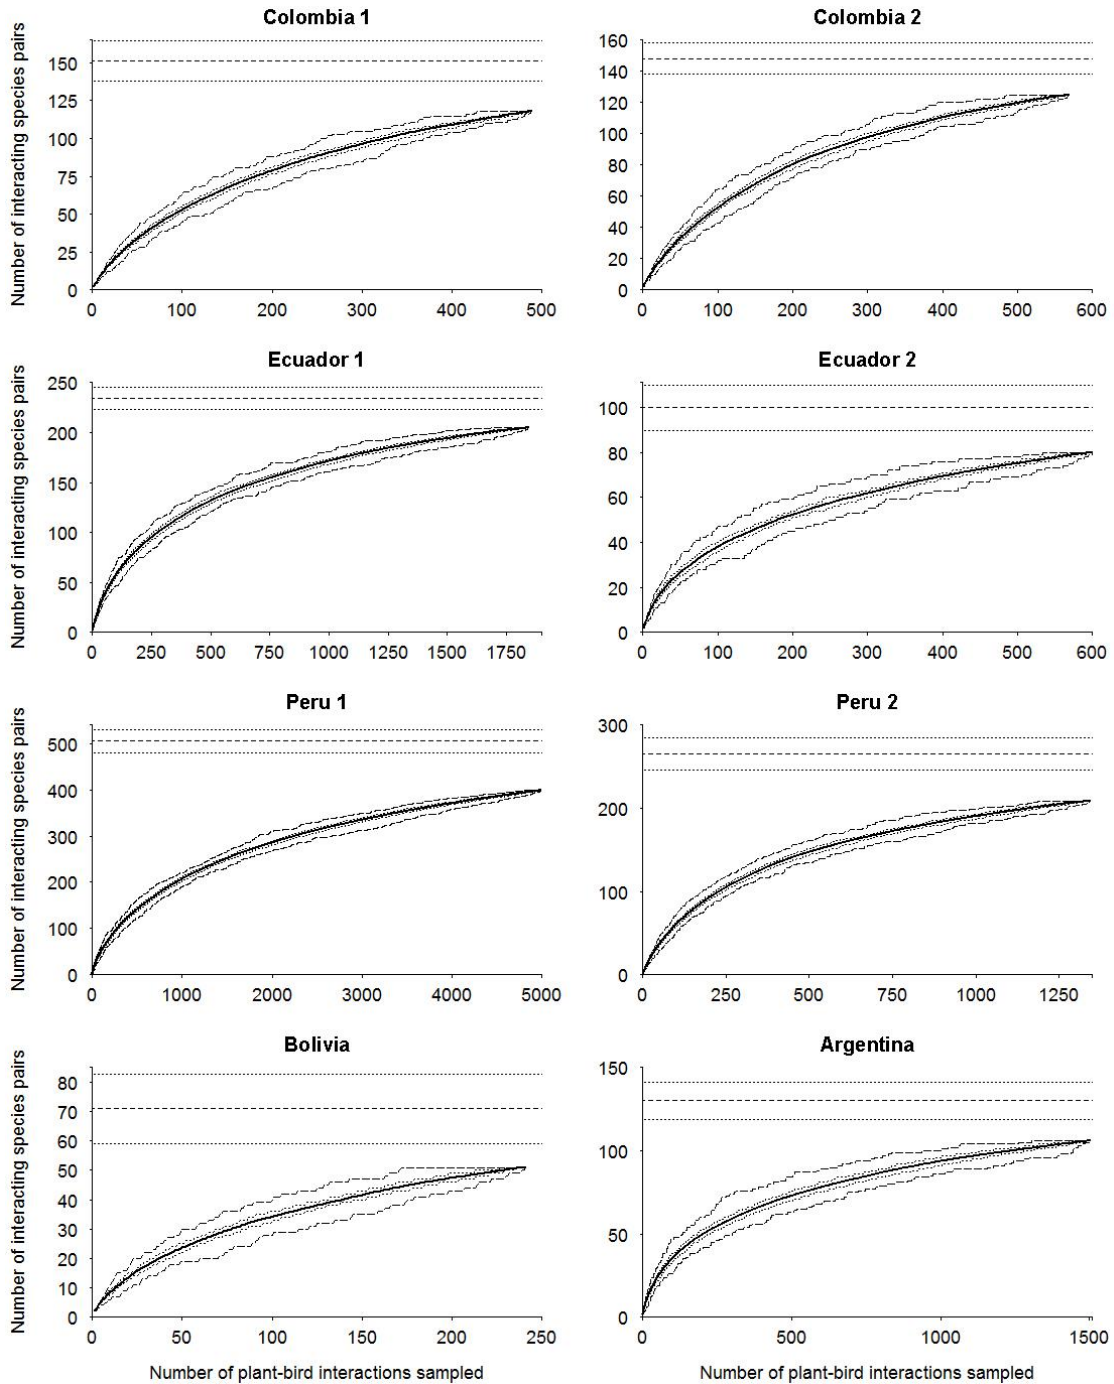 Colombia 1
Colombia 2
Number of interacting species pairs
150
125
100
75
50
25
0
0 100 200 300 400 500
160
140
120
100
80
60
40
20
0
0 100 200 300 400 500 600
Ecuador 1
Ecuador 2
Number of interacting species pairs
250
200
150
100
50
0
0 250 500 750 1000 1250 1500 1750
100
80
60
40
20
0
0 100 200 300 400 500 600
Peru 1
Peru 2
Number of interacting species pairs
500
400
300
200
100
0
0 1000 2000 3000 4000 5000
300
200
100
0
0 250 500 750 1000 1250
Bolivia
Argentina
Number of interacting species pairs
80
70
60
50
40
30
20
10
0
0 50 100 150 2000 250
150
100
50
0
0 500 1000 1500
Number of plant-bird interactions sampled
Number of plant-bird interactions sampled